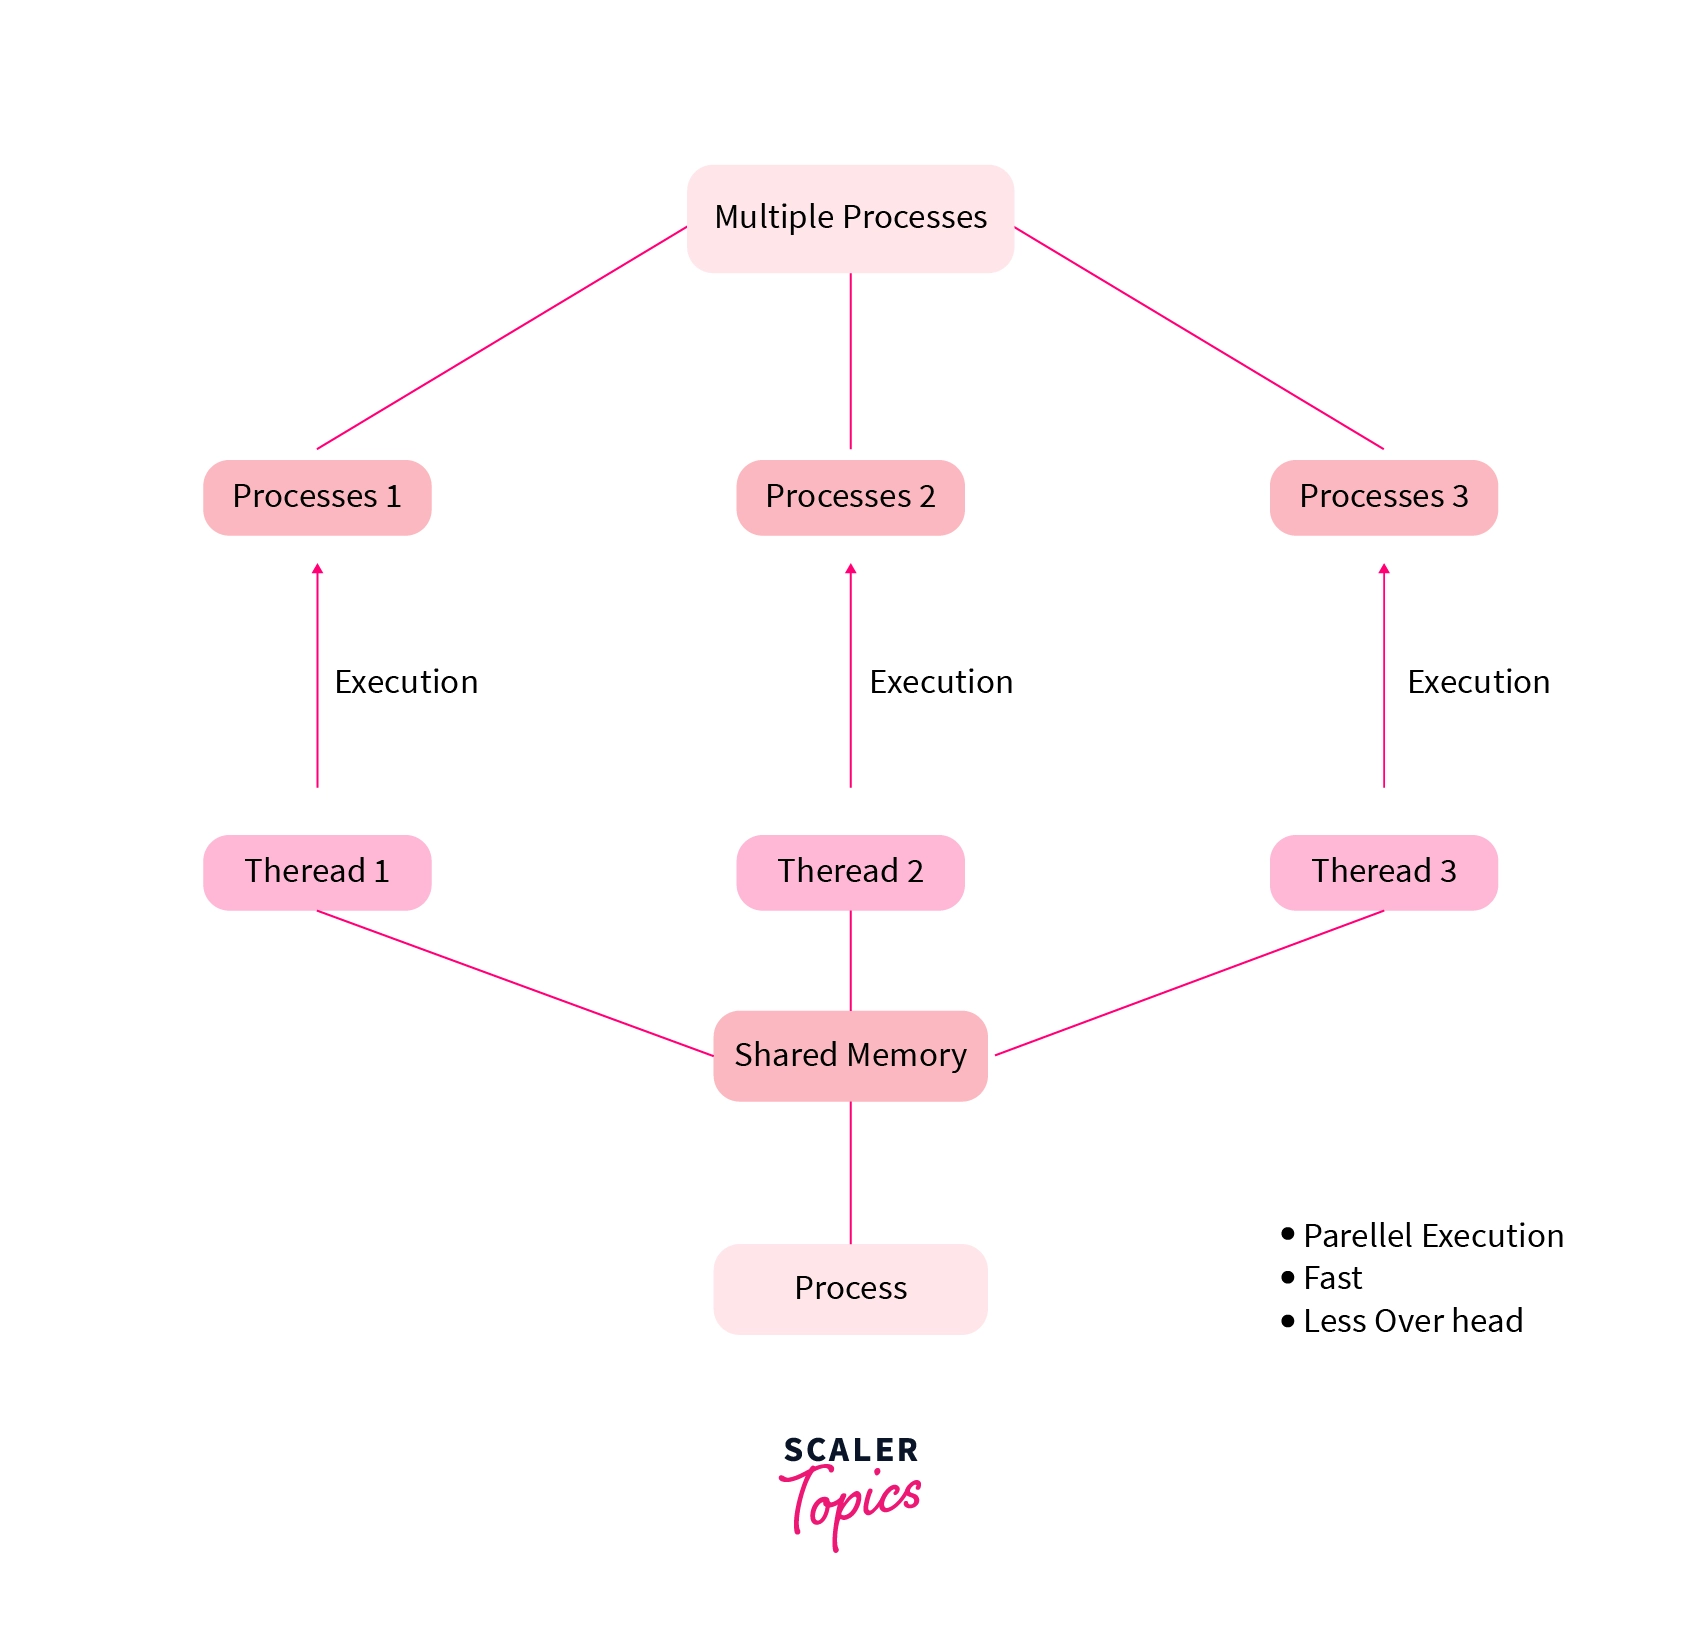 Multiple Processes
Processes 1
Processes 2
Processes 3
Execution
Execution
Execution
Theread 1
Theread 2
Theread 3
Shared Memory
Process
• Parellel Execution
• Fast
• Less Over head
SCALER
Topics